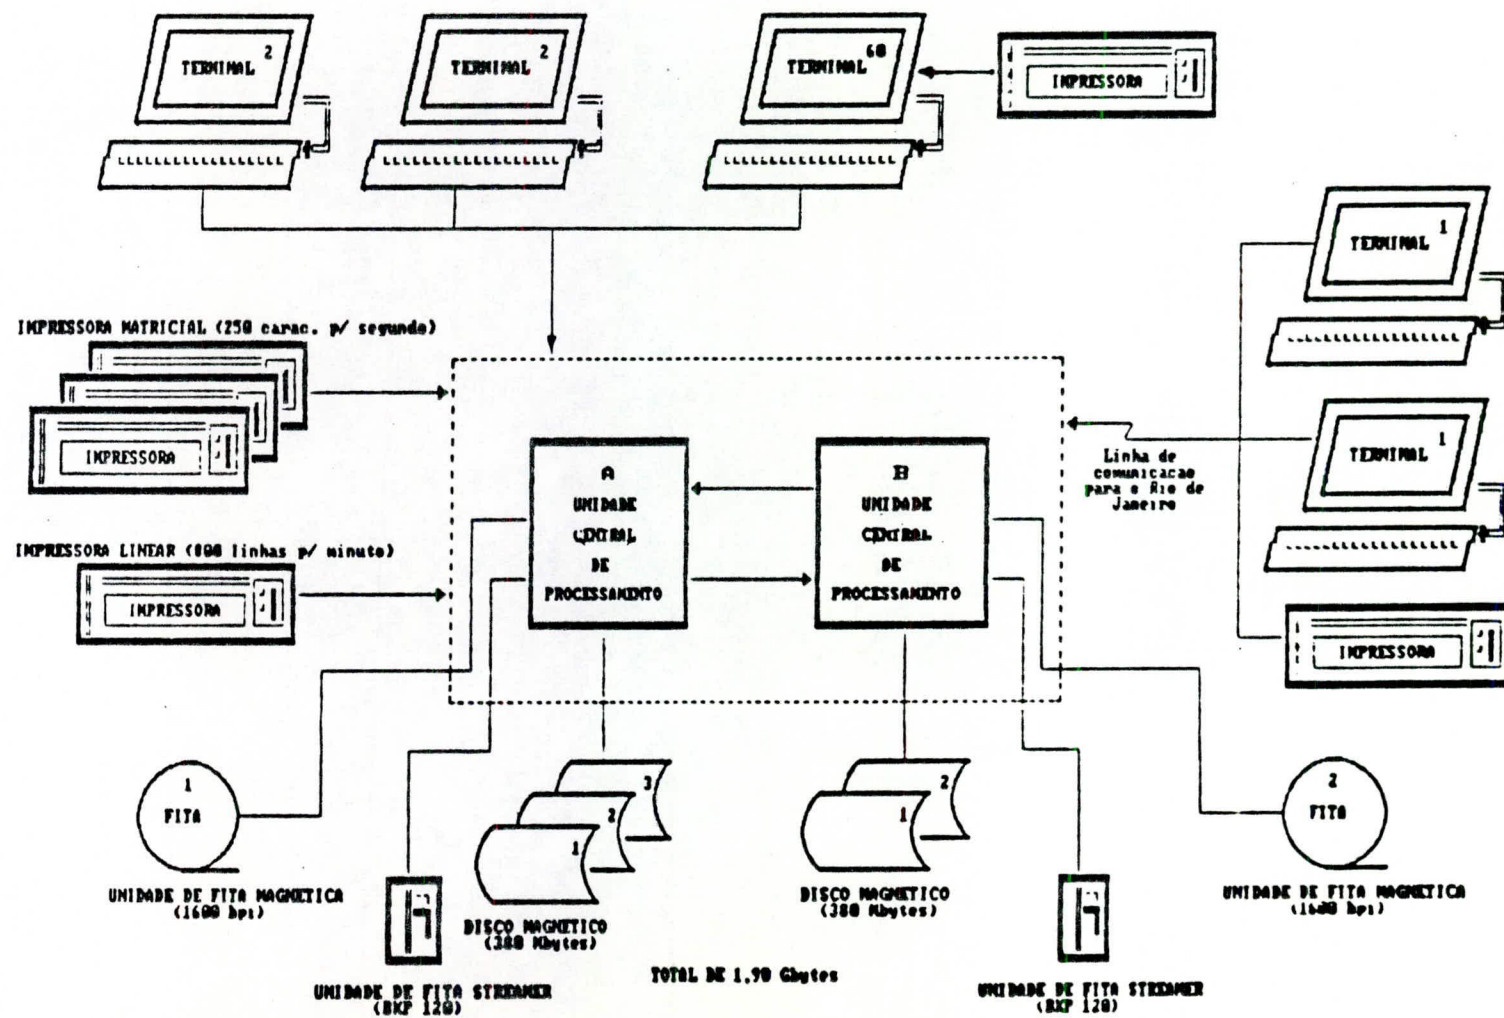 TERMINAL 2
TERMINAL 2
TERMINAL 60
IMPRESSORA
TERMINAL 1
IMPRESSORA MATRICIAL (250 carac. p/ segundo)
IMPRESSORA
TERMINAL 1
Linha de
comunicacao
para o Rio de
Janeiro
A
UNIDADE
CENTRAL
DE
PROCESSAMENTO
B
UNIDADE
CENTRAL
DE
PROCESSAMENTO
IMPRESSORA LINEAR (800 linhas p/ minuto)
IMPRESSORA
IMPRESSORA
1
FITA
UNIDADE DE FITA MAGNETICA
(1600 bpi)
3
2
1
DISCO MAGNETICO
(380 Mbytes)
2
1
DISCO MAGNETICO
(380 Mbytes)
2
FITA
UNIDADE DE FITA MAGNETICA
(1600 bpi)
TOTAL DE 1,90 Gbytes
UNIDADE DE FITA STREAMER
(BKP 120)
UNIDADE DE FITA STREAMER
(BKP 120)